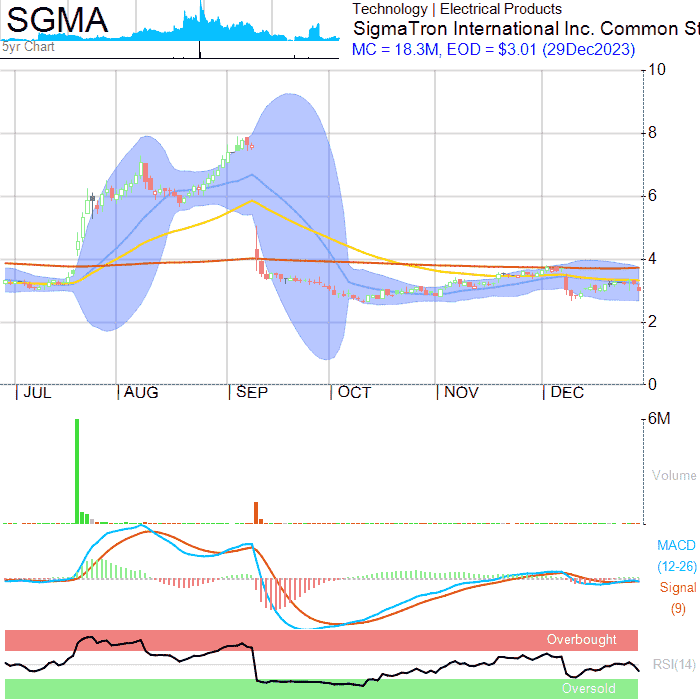 SGMA
5yr Chart
Technology | Electrical Products
SigmaTron International Inc. Common St
MC = 18.3M, EOD = $3.01 (29Dec2023)
10
8
6
4
2
0
JUL AUG SEP OCT NOV DEC
6M
Volume
MACD
(12-26)
Signal
(9)
Overbought
RSI(14)
Oversold